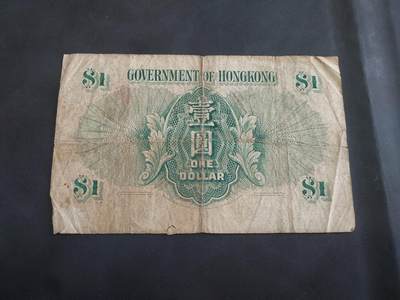 $1 GOVERNMENT OF HONGKONG $1
壹
圓
ONE
DOLLAR
$1 $1